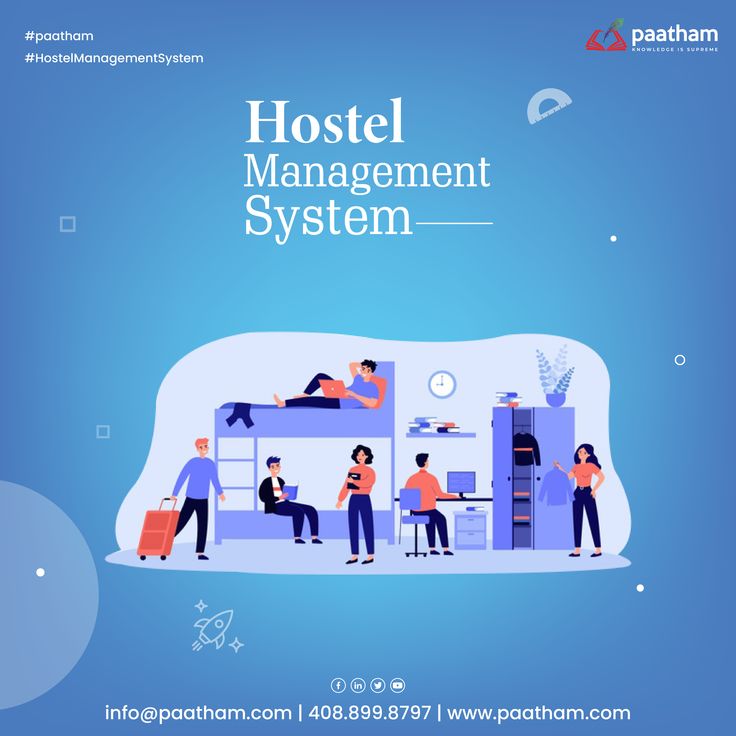 #paatham
#HostelManagementSystem
paatham
KNOWLEDGE IS SUPREME
Hostel
Management
System
info@paatham.com | 408.899.8797 | www.paatham.com